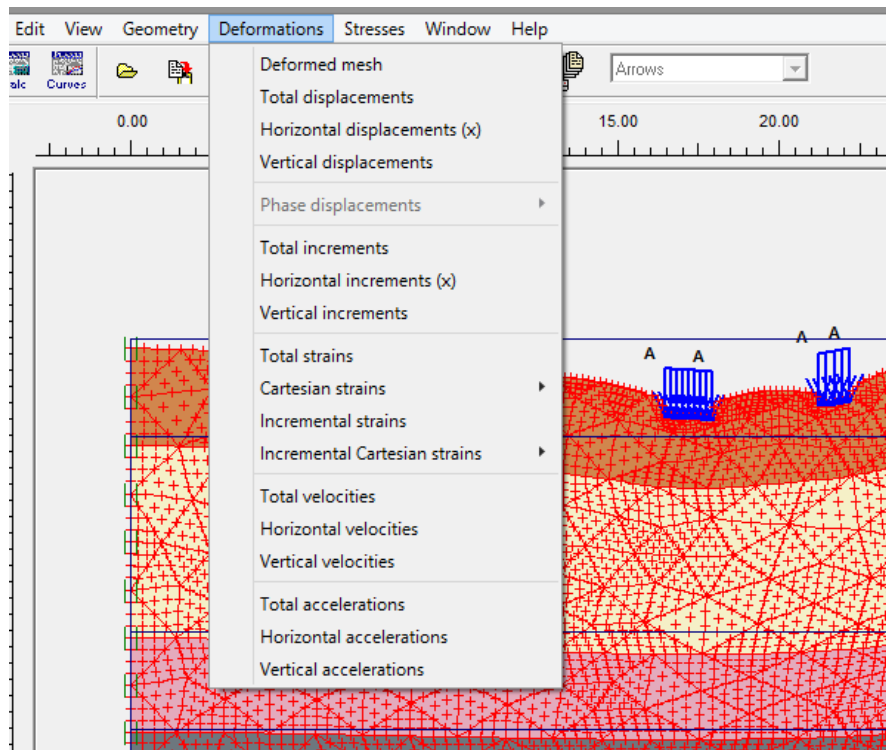 Edit View Geometry Deformations Stresses Window Help
Curves
Arrows
0.00 15.00 20.00
Deformed mesh
Total displacements
Horizontal displacements (x)
Vertical displacements
Phase displacements
Total increments
Horizontal increments (x)
Vertical increments
Total strains
Cartesian strains
Incremental strains
Incremental Cartesian strains
Total velocities
Horizontal velocities
Vertical velocities
Total accelerations
Horizontal accelerations
Vertical accelerations
A A
A A